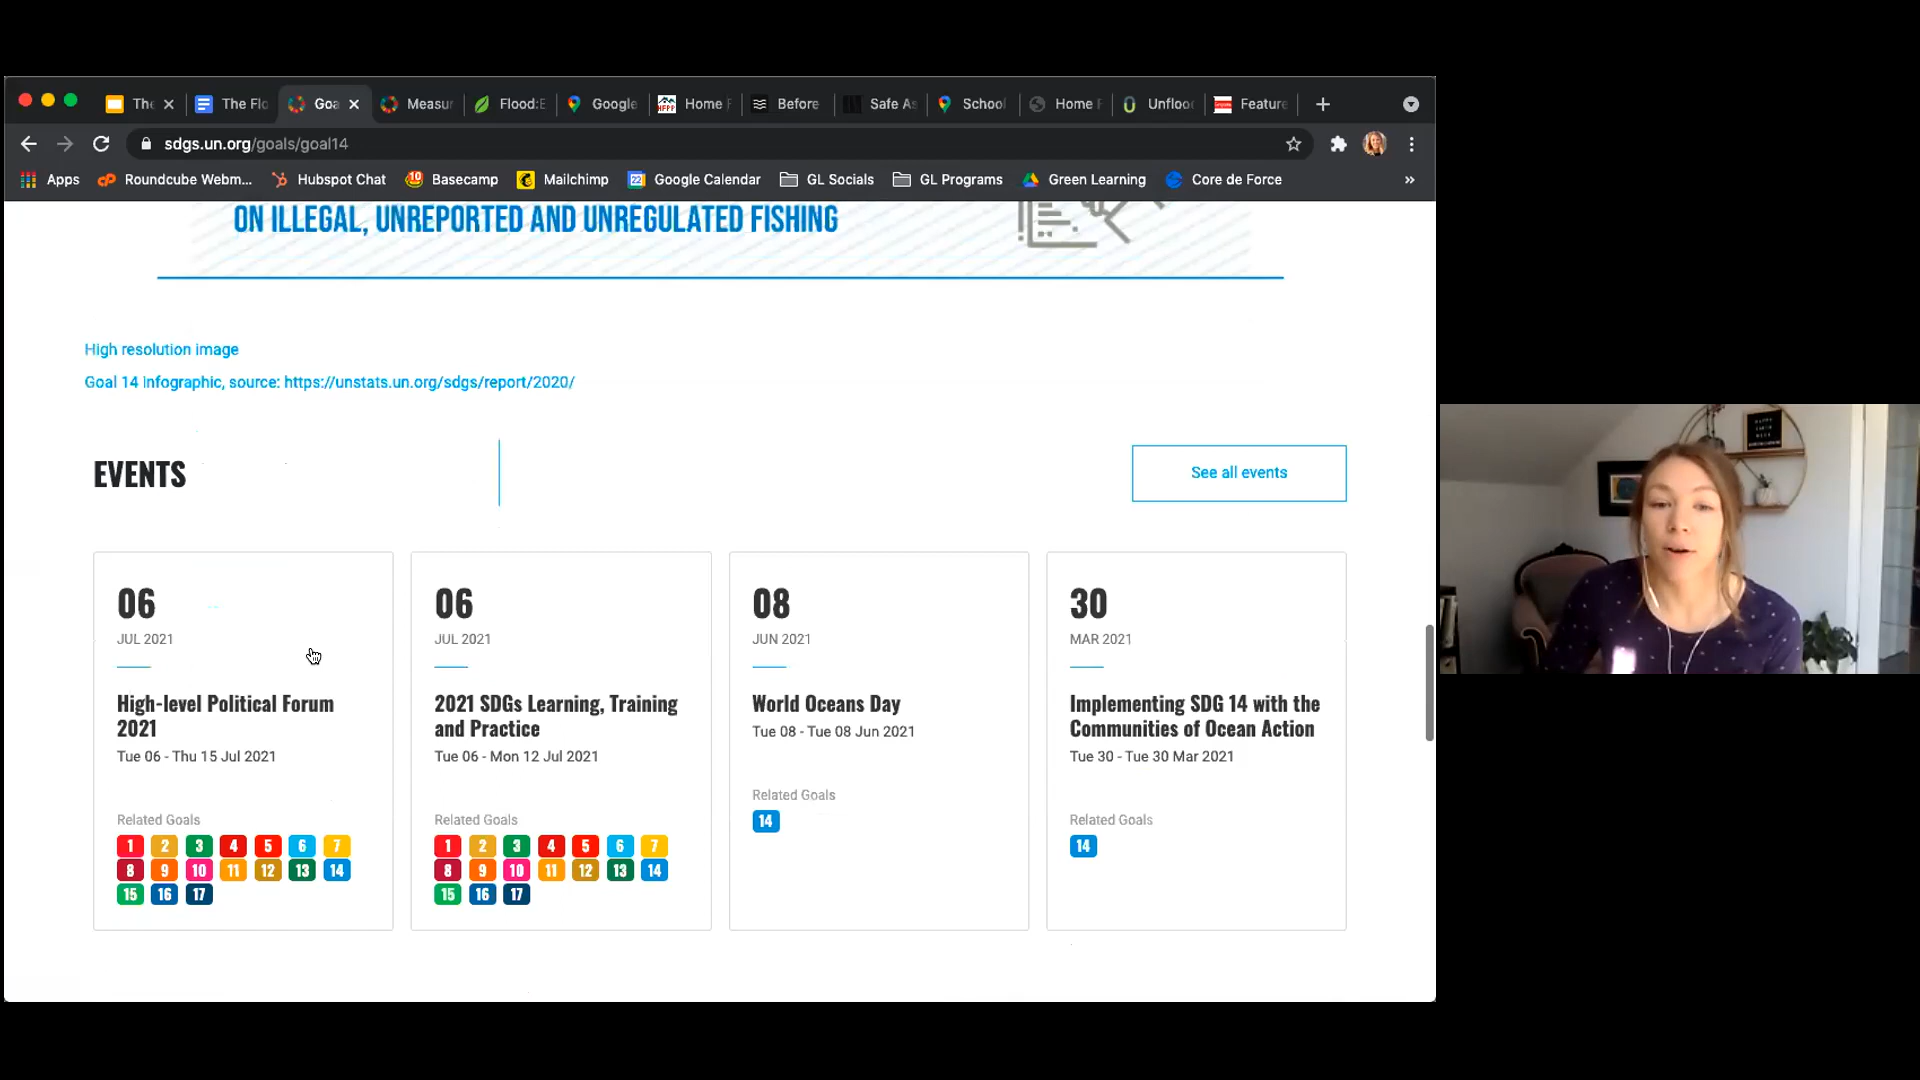 The
The Flo
Goa
Measur
Flood:E
Google
Home F
Before
Safe As
School
Home F
Unfloo
Feature
sdgs.un.org/goals/goal14
Apps
Roundcube Webm...
Hubspot Chat
10
Basecamp
Mailchimp
22
Google Calendar
GL Socials
GL Programs
Green Learning
Core de Force
»
ON ILLEGAL, UNREPORTED AND UNREGULATED FISHING
High resolution image
Goal 14 Infographic, source: https://unstats.un.org/sdgs/report/2020/
EVENTS
See all events
06
JUL 2021
High-level Political Forum
2021
Tue 06 - Thu 15 Jul 2021
Related Goals
1 2 3 4 5 6 7
8 9 10 11 12 13 14
15 16 17
06
JUL 2021
2021 SDGs Learning, Training
and Practice
Tue 06 - Mon 12 Jul 2021
Related Goals
1 2 3 4 5 6 7
8 9 10 11 12 13 14
15 16 17
08
JUN 2021
World Oceans Day
Tue 08 - Tue 08 Jun 2021
Related Goals
14
30
MAR 2021
Implementing SDG 14 with the
Communities of Ocean Action
Tue 30 - Tue 30 Mar 2021
Related Goals
14